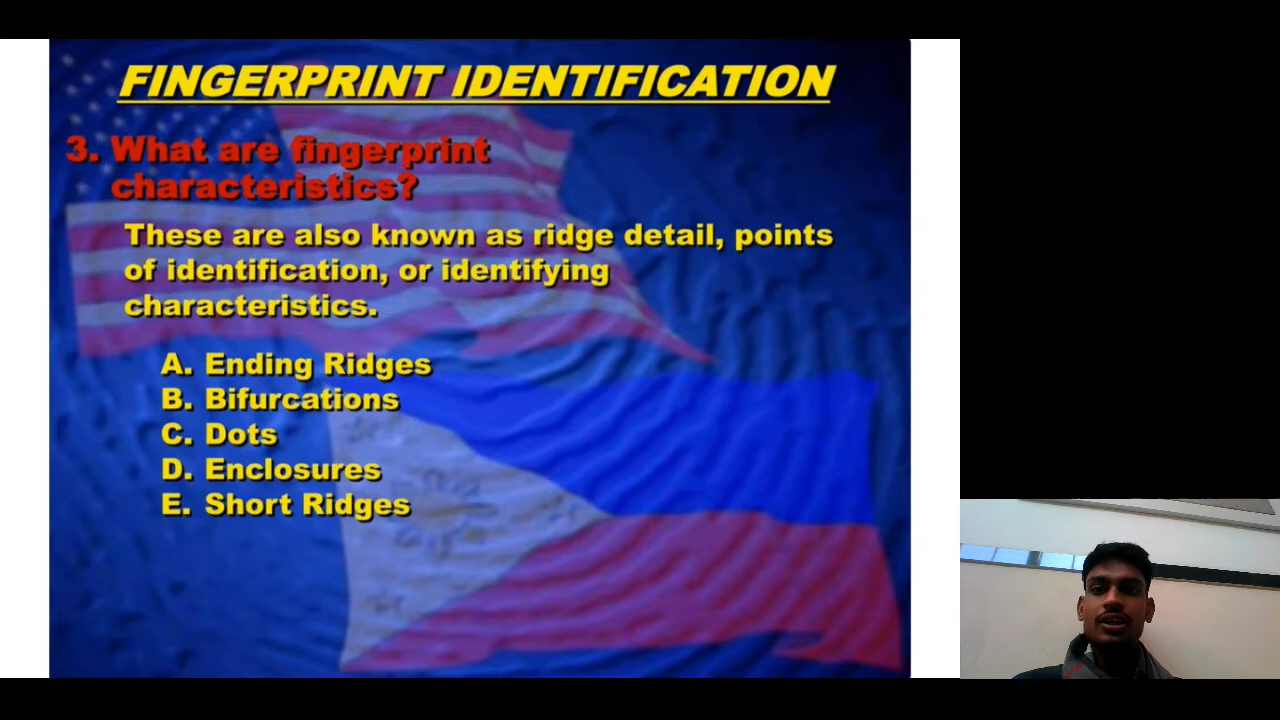 FINGERPRINT IDENTIFICATION
3. What are fingerprint
characteristics?
These are also known as ridge detail, points
of identification, or identifying
characteristics.
A. Ending Ridges
B. Bifurcations
C. Dots
D. Enclosures
E. Short Ridges